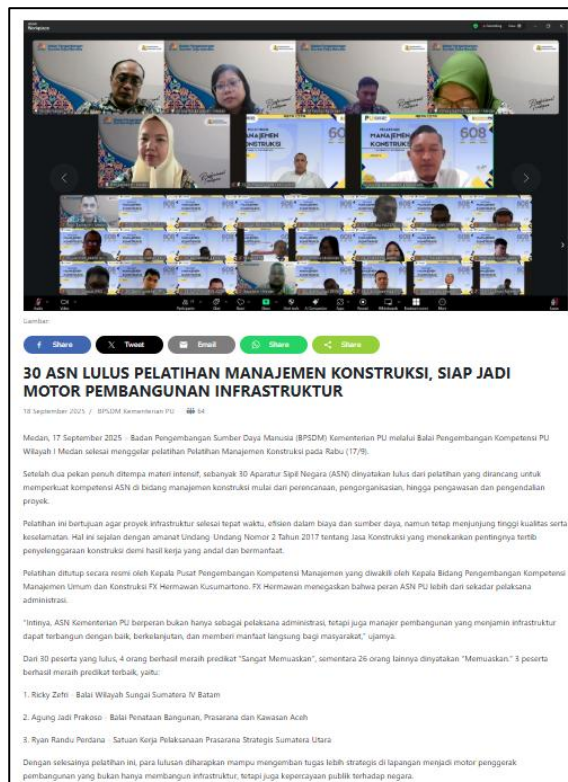 MANAJEMEN
KONSTRUKSI
608
MANAJEMEN
KONSTRUKSI
608
Gambar:
Share
Tweet
Email
Share
Share
30 ASN LULUS PELATIHAN MANAJEMEN KONSTRUKSI, SIAP JADI
MOTOR PEMBANGUNAN INFRASTRUKTUR
18 September 2025 / BPSDM Kementerian PU 64
Medan, 17 September 2025 - Badan Pengembangan Sumber Daya Manusia (BPSDM) Kementerian PU melalui Balai Pengembangan Kompetensi PU
Wilayah I Medan selesai menggelar pelatihan Pelatihan Manajemen Konstruksi pada Rabu (17/9).
Setelah dua pekan penuh ditempa materi intensif, sebanyak 30 Aparatur Sipil Negara (ASN) dinyatakan lulus dari pelatihan yang dirancang untuk
memperkuat kompetensi ASN di bidang manajemen konstruksi mulai dari perencanaan, pengorganisasian, hingga pengawasan dan pengendalian
proyek.
Pelatihan ini bertujuan agar proyek infrastruktur selesai tepat waktu, efisien dalam biaya dan sumber daya, namun tetap menjunjung tinggi kualitas serta
keselamatan. Hal ini sejalan dengan amanat Undang-Undang Nomor 2 Tahun 2017 tentang Jasa Konstruksi yang menekankan pentingnya tertib
penyelenggaraan konstruksi demi hasil kerja yang andal dan bermanfaat.
Pelatihan ditutup secara resmi oleh Kepala Pusat Pengembangan Kompetensi Manajemen yang diwakili oleh Kepala Bidang Pengembangan Kompetensi
Manajemen Umum dan Konstruksi FX Hermawan Kusumartono. FX Hermawan menegaskan bahwa peran ASN PU lebih dari sekadar pelaksana
administrasi.
"Intinya, ASN Kementerian PU berperan bukan hanya sebagai pelaksana administrasi, tetapi juga manajer pembangunan yang menjamin infrastruktur
dapat terbangun dengan baik, berkelanjutan, dan memberi manfaat langsung bagi masyarakat," ujarnya.
Dari 30 peserta yang lulus, 4 orang berhasil meraih predikat "Sangat Memuaskan", sementara 26 orang lainnya dinyatakan "Memuaskan." 3 peserta
berhasil meraih predikat terbaik, yaitu:
1. Ricky Zefri - Balai Wilayah Sungai Sumatera IV Batam
2. Agung Jadi Prakoso - Balai Penataan Bangunan, Prasarana dan Kawasan Aceh
3. Ryan Randu Perdana - Satuan Kerja Pelaksanaan Prasarana Strategis Sumatera Utara
Dengan selesainya pelatihan ini, para lulusan diharapkan mampu mengemban tugas lebih strategis di lapangan menjadi motor penggerak
pembangunan yang bukan hanya membangun infrastruktur, tetapi juga kepercayaan publik terhadap negara.